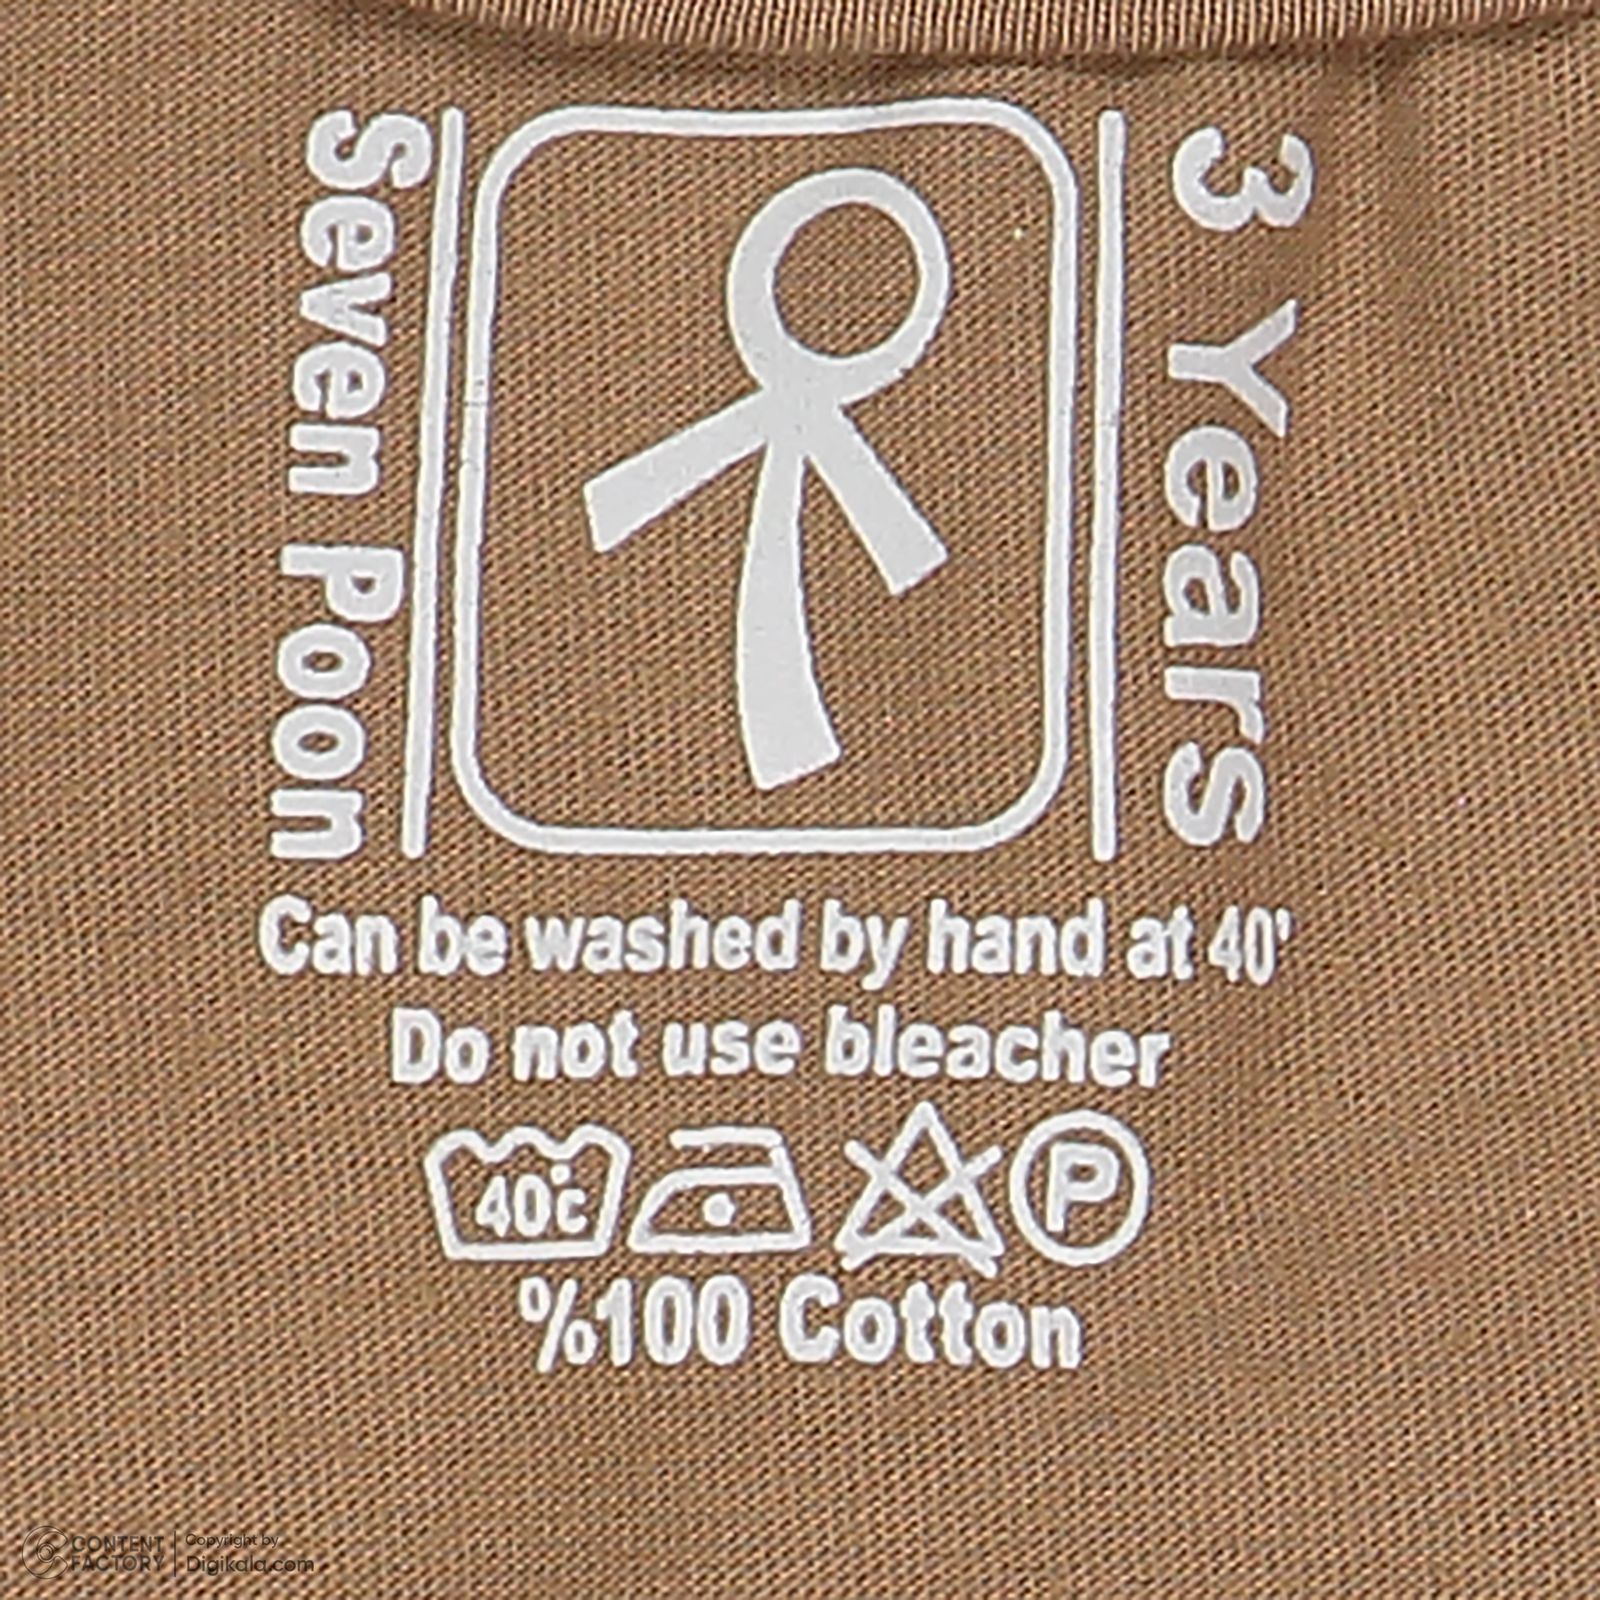 Seven Poon
3 Years
Can be washed by hand at 40'
Do not use bleacher
40°c
P
%100 Cotton
CONTENT FACTORY
Copyright by
Digikala.com